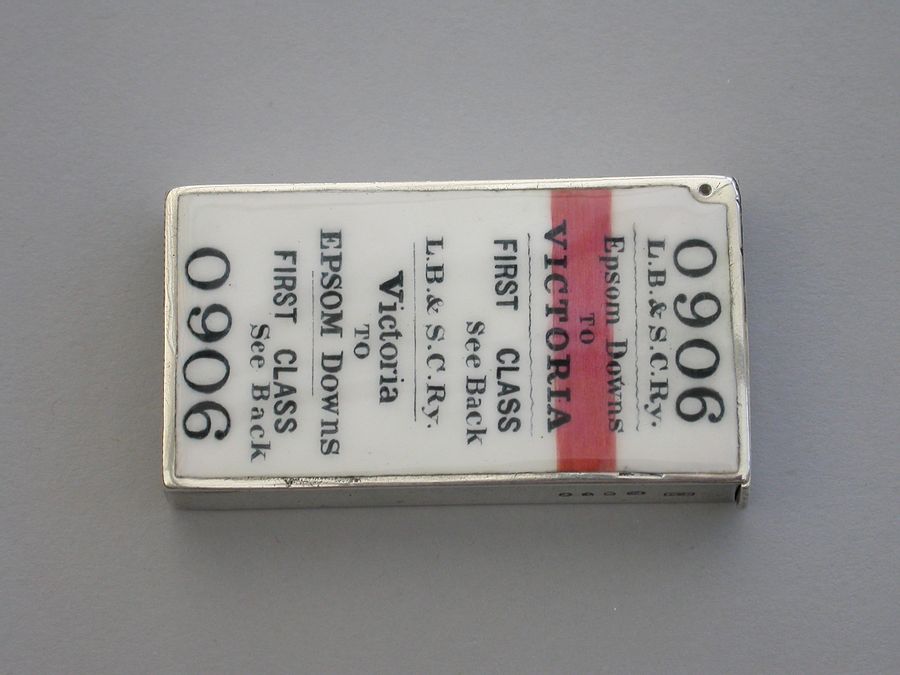 0906
L.B.& S.C.Ry.
Epsom Downs
TO
VICTORIA
FIRST CLASS
See Back
L.B.& S.C.Ry.
Victoria
TO
EPSOM Downs
FIRST CLASS
See Back
0906